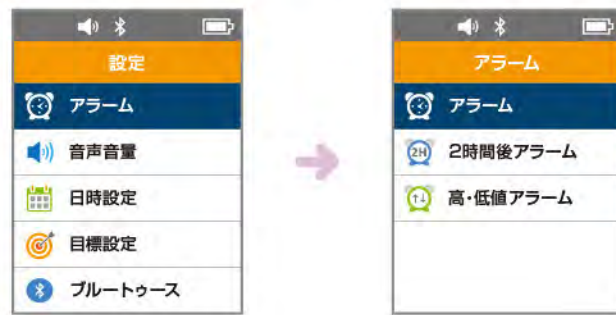 設定
アラーム
音声音量
日時設定
目標設定
ブルートゥース
アラーム
アラーム
2H 2時間後アラーム
高・低値アラーム